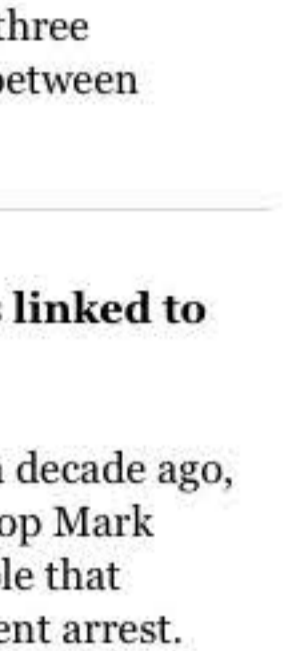 three
between
linked to
decade ago,
op Mark
le that
ent arrest.